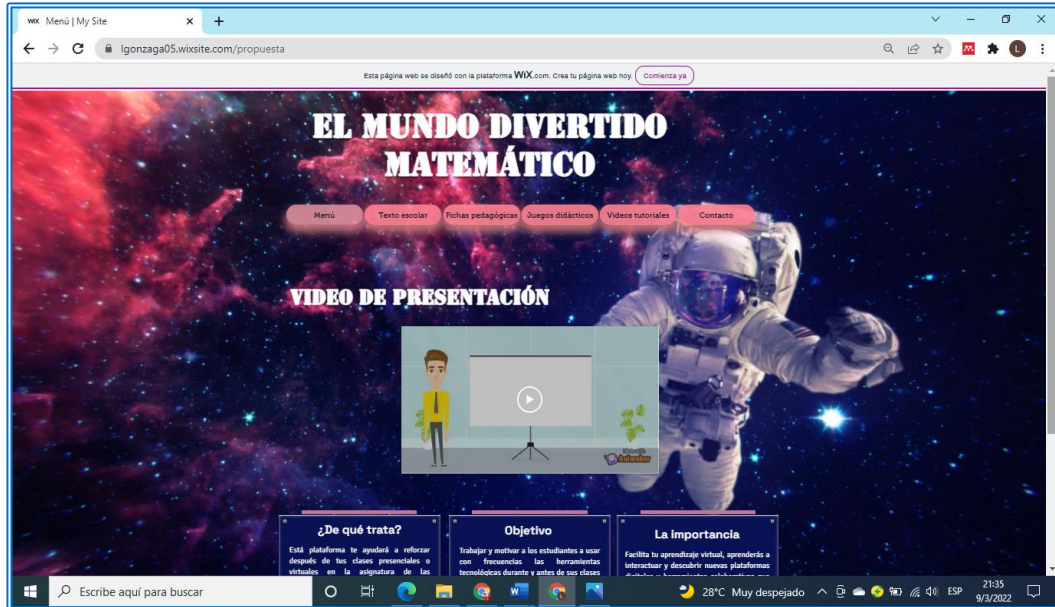 WiX Menú | My Site
lgonzaga05.wixsite.com/propuesta
L
Esta página web se diseñó con la plataforma WiX.com. Crea tu página web hoy. Comienza ya
EL MUNDO DIVERTIDO
MATEMÁTICO
Menú Texto escolar Fichas pedagógicas Juegos didácticos Videos tutoriales Contacto
VIDEO DE PRESENTACIÓN
Animaker
¿De qué trata?
Está plataforma te ayudará a reforzar
después de tus clases presenciales o
virtuales en la asignatura de las
Objetivo
Trabajar y motivar a los estudiantes a usar
con frecuencias las herramientas
tecnológicas durante y antes de sus clases
La importancia
Facilita tu aprendizaje virtual, aprenderás a
interactuar y descubrir nuevas plataformas
digitales y herramientas colaborativas que
Escribe aquí para buscar
28°C Muy despejado
ESP
21:35
9/3/2022